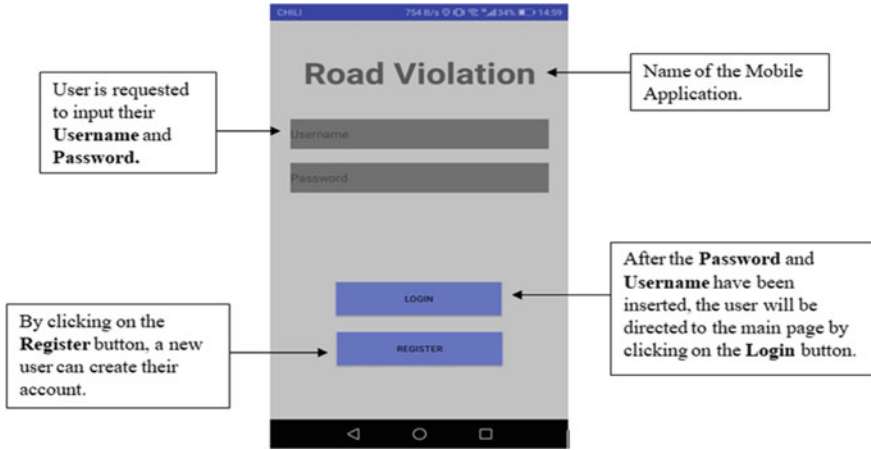 CHILI 754 B/s 34% 14:59
Road Violation
Name of the Mobile
Application.
User is requested
to input their
Username and
Password.
Username
Password
After the Password and
Username have been
inserted, the user will be
directed to the main page by
clicking on the Login button.
LOGIN
By clicking on the
Register button, a new
user can create their
account.
REGISTER